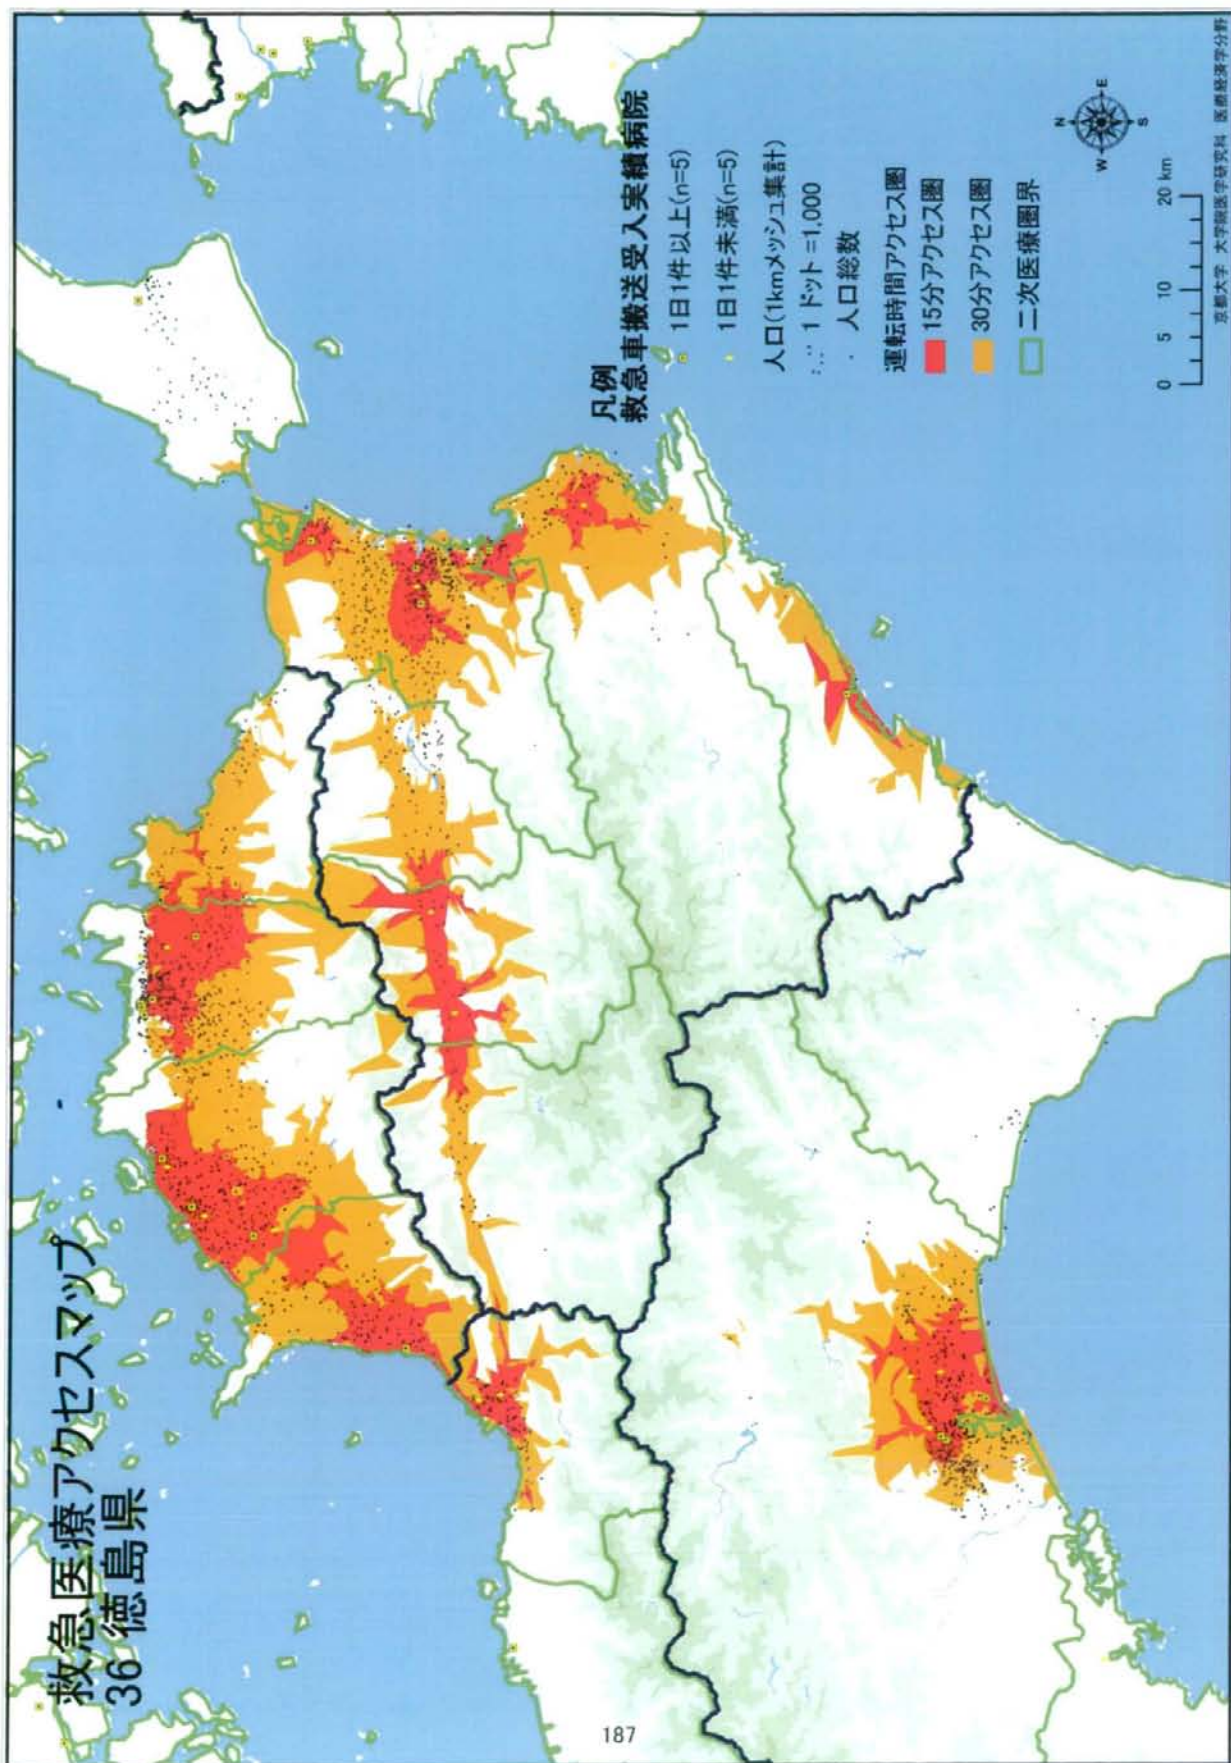 救急医療アクセスマップ
36 徳島県
凡例
救急車搬送受入実績病院
1日1件以上(n=5)
1日1件未満(n=5)
人口(1kmメッシュ集計)
1 ドット=1,000
人口総数
運転時間アクセス圏
15分アクセス圏
30分アクセス圏
二次医療圏界
N
W
E
S
0 5 10 20 km
京都大学 大学院医学研究科 医療経済学分野
187